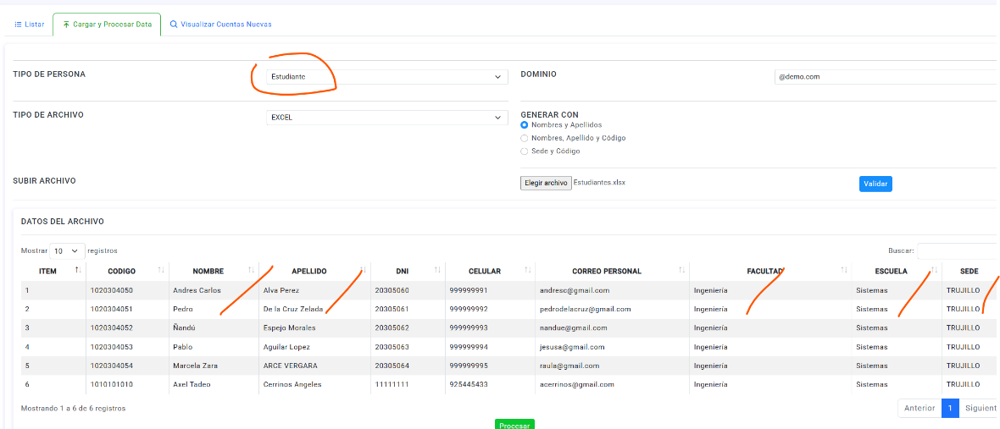 Listar Cargar y Procesar Data Visualizar Cuentas Nuevas
TIPO DE PERSONA Estudiante DOMINIO @demo.com
TIPO DE ARCHIVO EXCEL GENERAR CON
Nombres y Apellidos
Nombres, Apellido y Código
Sede y Código
SUBIR ARCHIVO Elegir archivo Estudiantes.xlsx Validar
DATOS DEL ARCHIVO
Mostrar 10 registros Buscar:
ITEM CODIGO NOMBRE APELLIDO DNI CELULAR CORREO PERSONAL FACULTAD ESCUELA SEDE
1 1020304050 Andres Carlos Alva Perez 20305060 999999991 andresc@gmail.com Ingeniería Sistemas TRUJILLO
2 1020304051 Pedro De la Cruz Zelada 20305061 999999992 pedrodelacruz@gmail.com Ingeniería Sistemas TRUJILLO
3 1020304052 Ñandú Espejo Morales 20305062 999999993 nandue@gmail.com Ingeniería Sistemas TRUJILLO
4 1020304053 Pablo Aguilar Lopez 20305063 999999994 jesusa@gmail.com Ingeniería Sistemas TRUJILLO
5 1020304054 Marcela Zara ARCE VERGARA 20305064 999999995 raula@gmail.com Ingeniería Sistemas TRUJILLO
6 1010101010 Axel Tadeo Cerrinos Angeles 11111111 925445433 acerrinos@gmail.com Ingeniería Sistemas TRUJILLO
Mostrando 1 a 6 de 6 registros Anterior 1 Siguient
Procesar